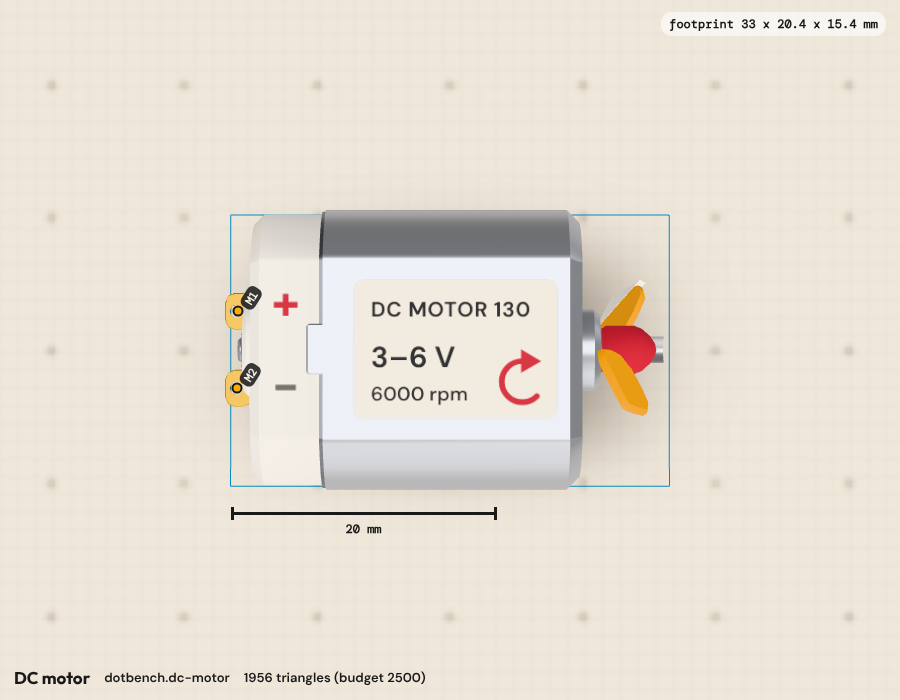 footprint 33 x 20.4 x 15.4 mm
M1
+
DC MOTOR 130
3–6 V
6000 rpm
M2
−
20 mm
DC motor dotbench.dc-motor 1956 triangles (budget 2500)